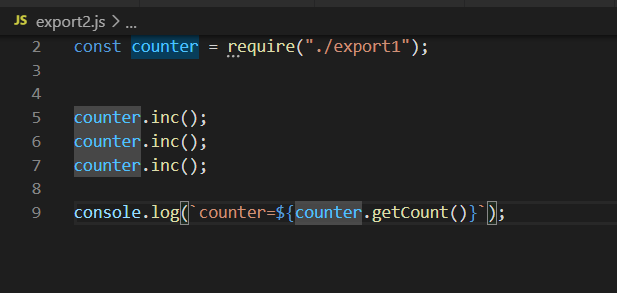 JS export2.js > ...
2 const counter = require("./export1");
3
4
5 counter.inc();
6 counter.inc();
7 counter.inc();
8
9 console.log(`counter=${counter.getCount()}`);